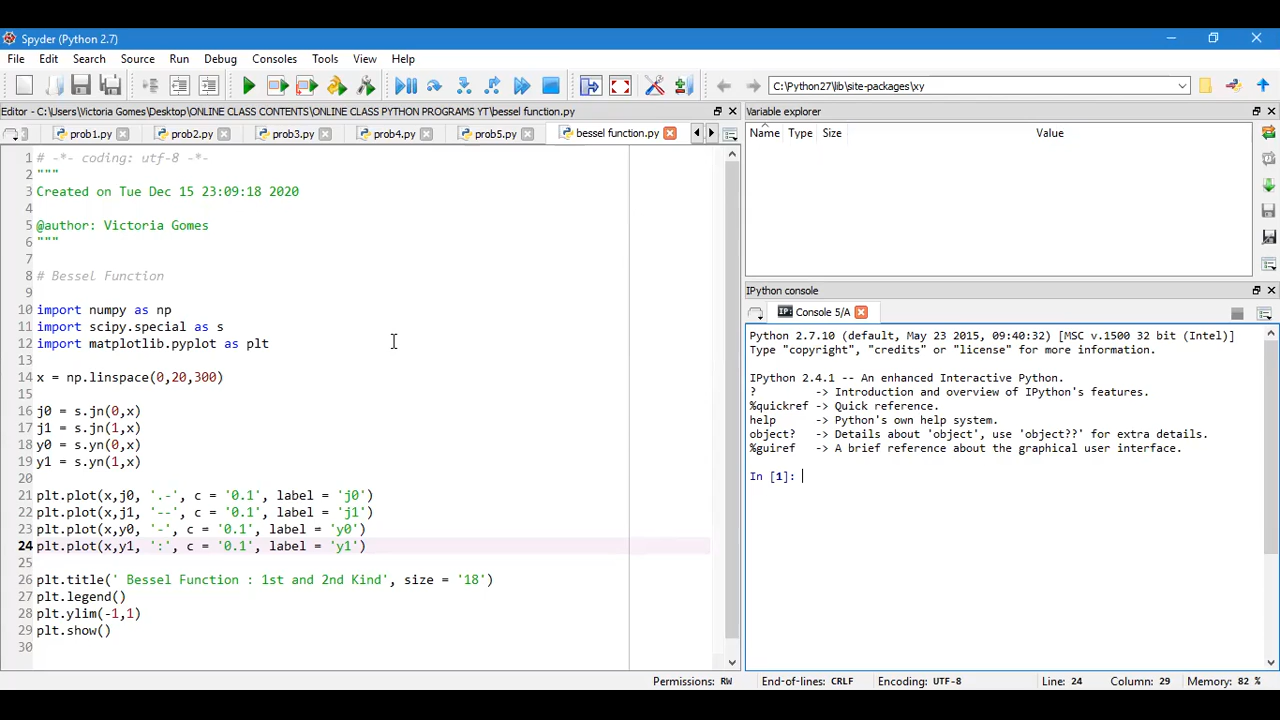 Spyder (Python 2.7)
File Edit Search Source Run Debug Consoles Tools View Help
C:\Python27\lib\site-packages\xy
Editor - C:\Users\Victoria Gomes\Desktop\ONLINE CLASS CONTENTS\ONLINE CLASS PYTHON PROGRAMS YT\bessel function.py
prob1.py prob2.py prob3.py prob4.py prob5.py bessel function.py
1 # -*- coding: utf-8 -*-
2 """
3 Created on Tue Dec 15 23:09:18 2020
4
5 @author: Victoria Gomes
6 """
7
8 # Bessel Function
9
10 import numpy as np
11 import scipy.special as s
12 import matplotlib.pyplot as plt
13
14 x = np.linspace(0,20,300)
15
16 j0 = s.jn(0,x)
17 j1 = s.jn(1,x)
18 y0 = s.yn(0,x)
19 y1 = s.yn(1,x)
20
21 plt.plot(x,j0, '.-', c = '0.1', label = 'j0')
22 plt.plot(x,j1, '--', c = '0.1', label = 'j1')
23 plt.plot(x,y0, '-', c = '0.1', label = 'y0')
24 plt.plot(x,y1, ':', c = '0.1', label = 'y1')
25
26 plt.title(' Bessel Function : 1st and 2nd Kind', size = '18')
27 plt.legend()
28 plt.ylim(-1,1)
29 plt.show()
30
Variable explorer
Name Type Size Value
IPython console
IP: Console 5/A
Python 2.7.10 (default, May 23 2015, 09:40:32) [MSC v.1500 32 bit (Intel)]
Type "copyright", "credits" or "license" for more information.
IPython 2.4.1 -- An enhanced Interactive Python.
? -> Introduction and overview of IPython's features.
%quickref -> Quick reference.
help -> Python's own help system.
object? -> Details about 'object', use 'object??' for extra details.
%guiref -> A brief reference about the graphical user interface.
In [1]:
Permissions: RW End-of-lines: CRLF Encoding: UTF-8 Line: 24 Column: 29 Memory: 82 %